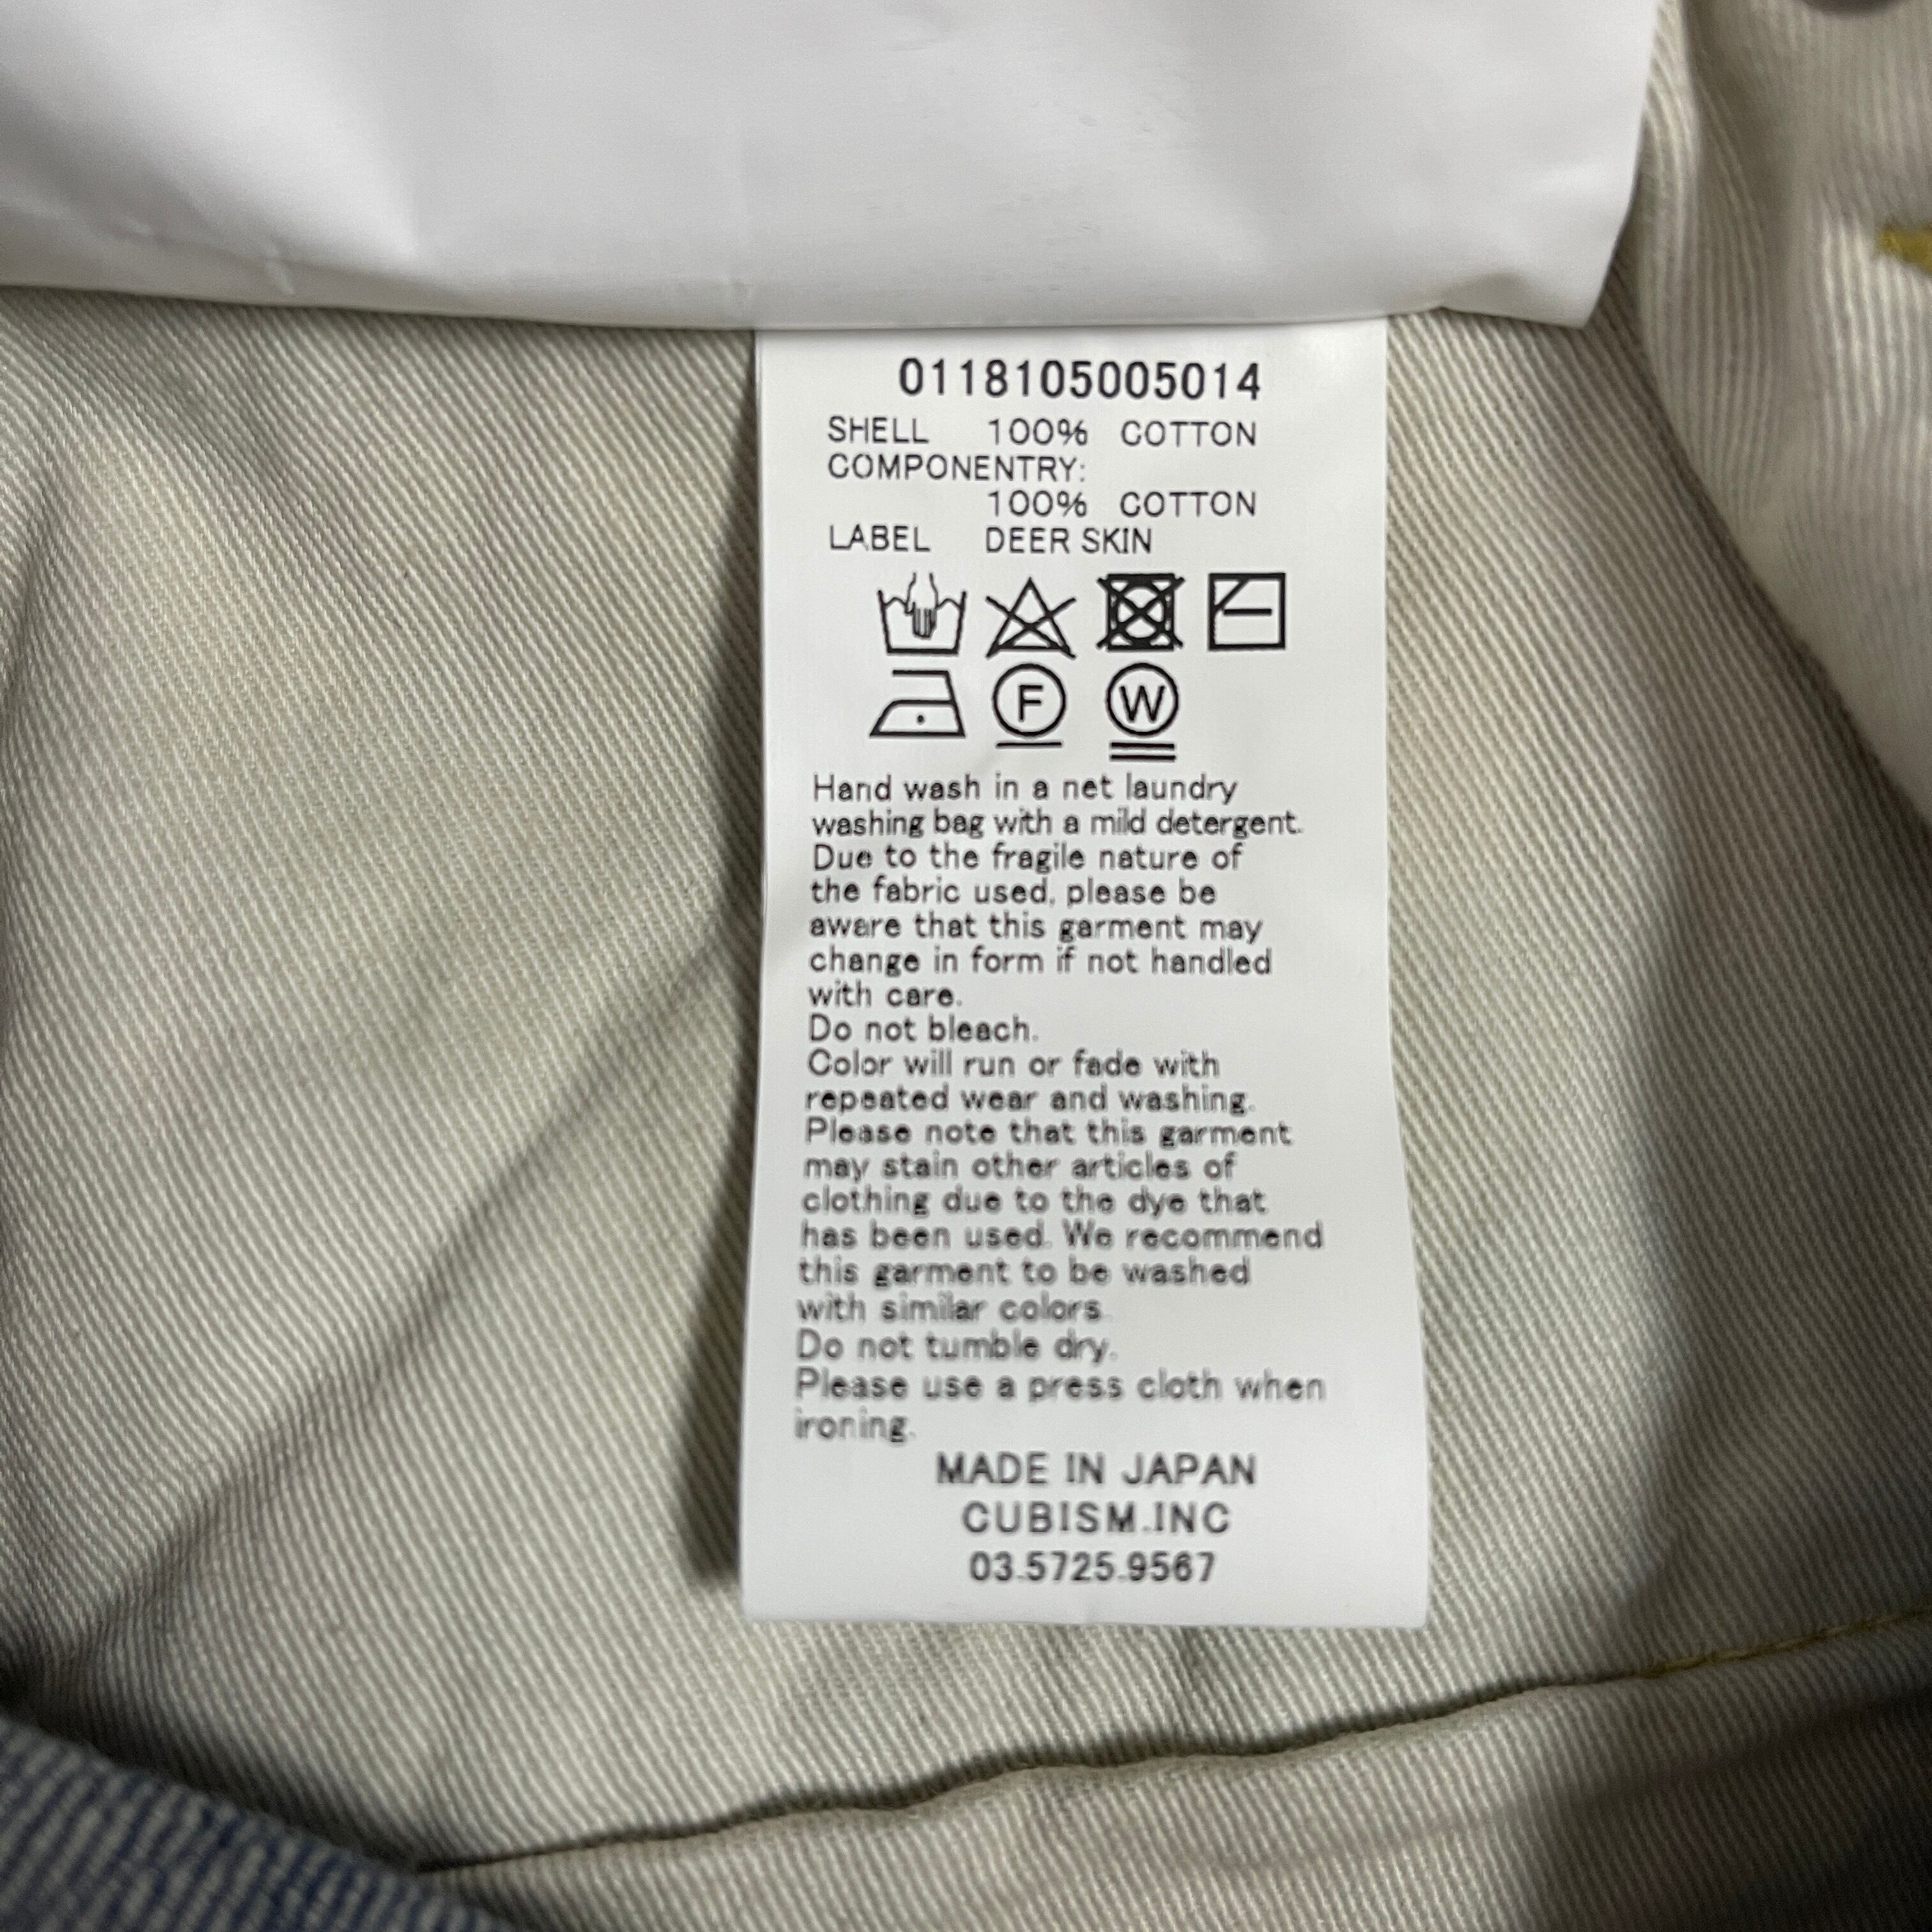 0118105005014
SHELL 100% COTTON
COMPONENTRY:
100% COTTON
LABEL DEER SKIN
F W
Hand wash in a net laundry
washing bag with a mild detergent.
Due to the fragile nature of
the fabric used, please be
aware that this garment may
change in form if not handled
with care.
Do not bleach.
Color will run or fade with
repeated wear and washing.
Please note that this garment
may stain other articles of
clothing due to the dye that
has been used. We recommend
this garment to be washed
with similar colors.
Do not tumble dry.
Please use a press cloth when
ironing.
MADE IN JAPAN
CUBISM.INC
03.5725.9567